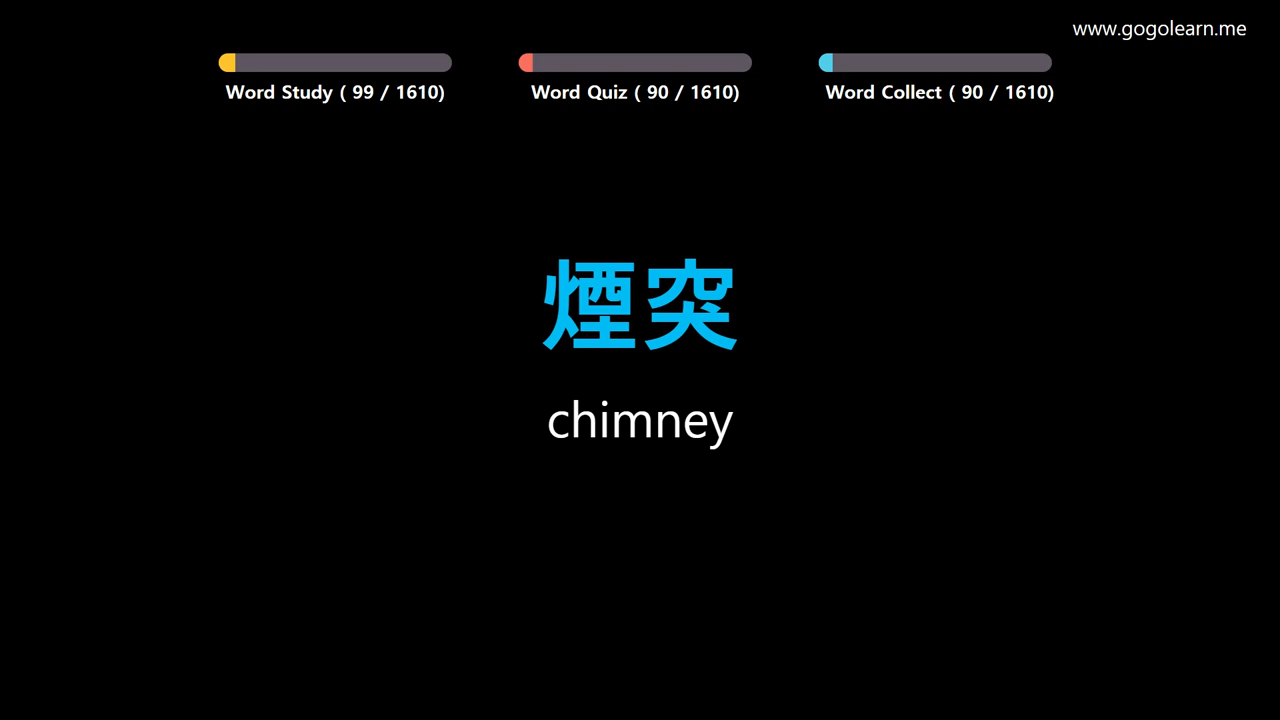 www.gogolearn.me
Word Study ( 99 / 1610)
Word Quiz ( 90 / 1610)
Word Collect ( 90 / 1610)
煙突
chimney